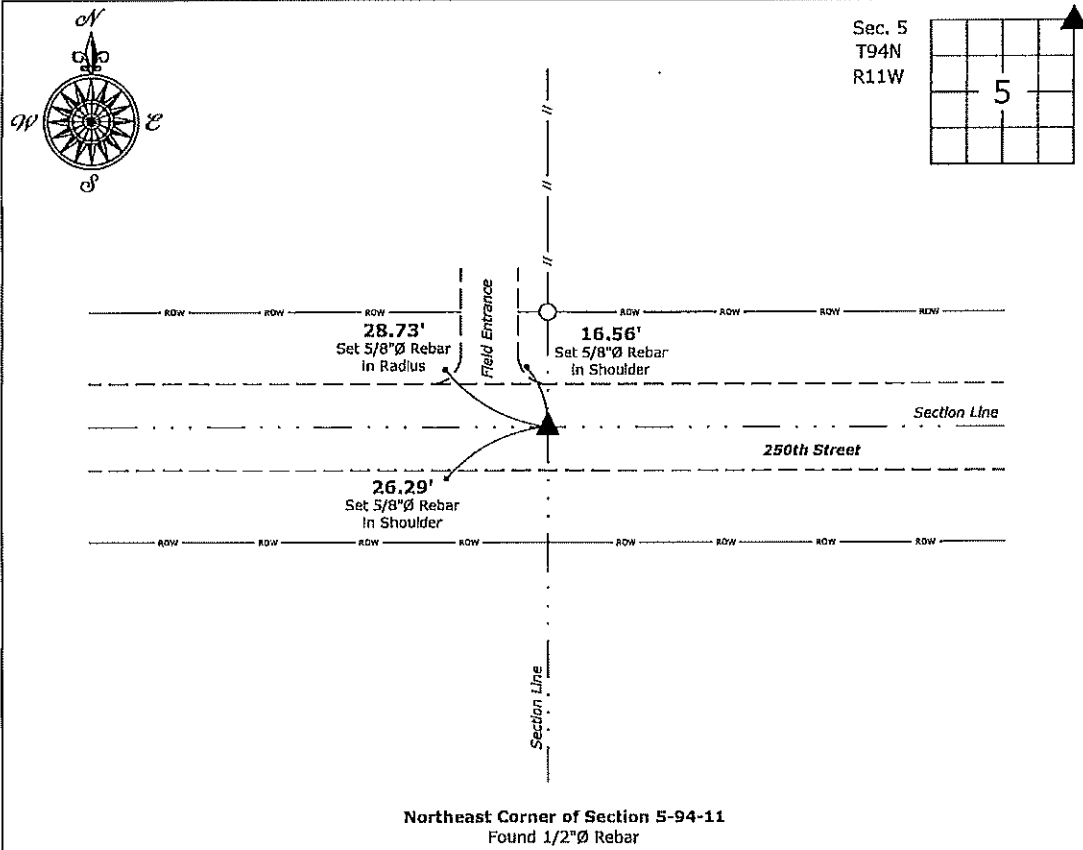 N
W
E
S
Sec. 5
T94N
R11W
5
ROW ROW ROW ROW ROW ROW ROW
Field Entrance
28.73'
Set 5/8"Ø Rebar
in Radius
16.56'
Set 5/8"Ø Rebar
in Shoulder
Section Line
250th Street
26.29'
Set 5/8"Ø Rebar
in Shoulder
ROW ROW ROW ROW ROW ROW ROW ROW
Section Line
Northeast Corner of Section 5-94-11
Found 1/2"Ø Rebar